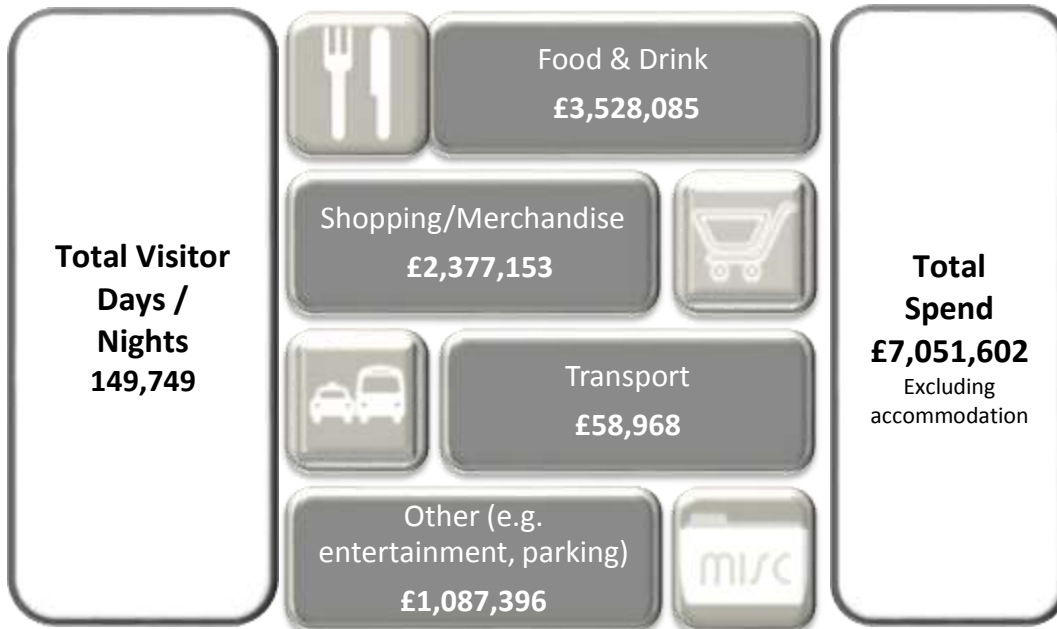 Total Visitor
Days /
Nights
149,749
Food & Drink
£3,528,085
Shopping/Merchandise
£2,377,153
Transport
£58,968
Other (e.g.
entertainment, parking)
£1,087,396
misc
Total
Spend
£7,051,602
Excluding
accommodation